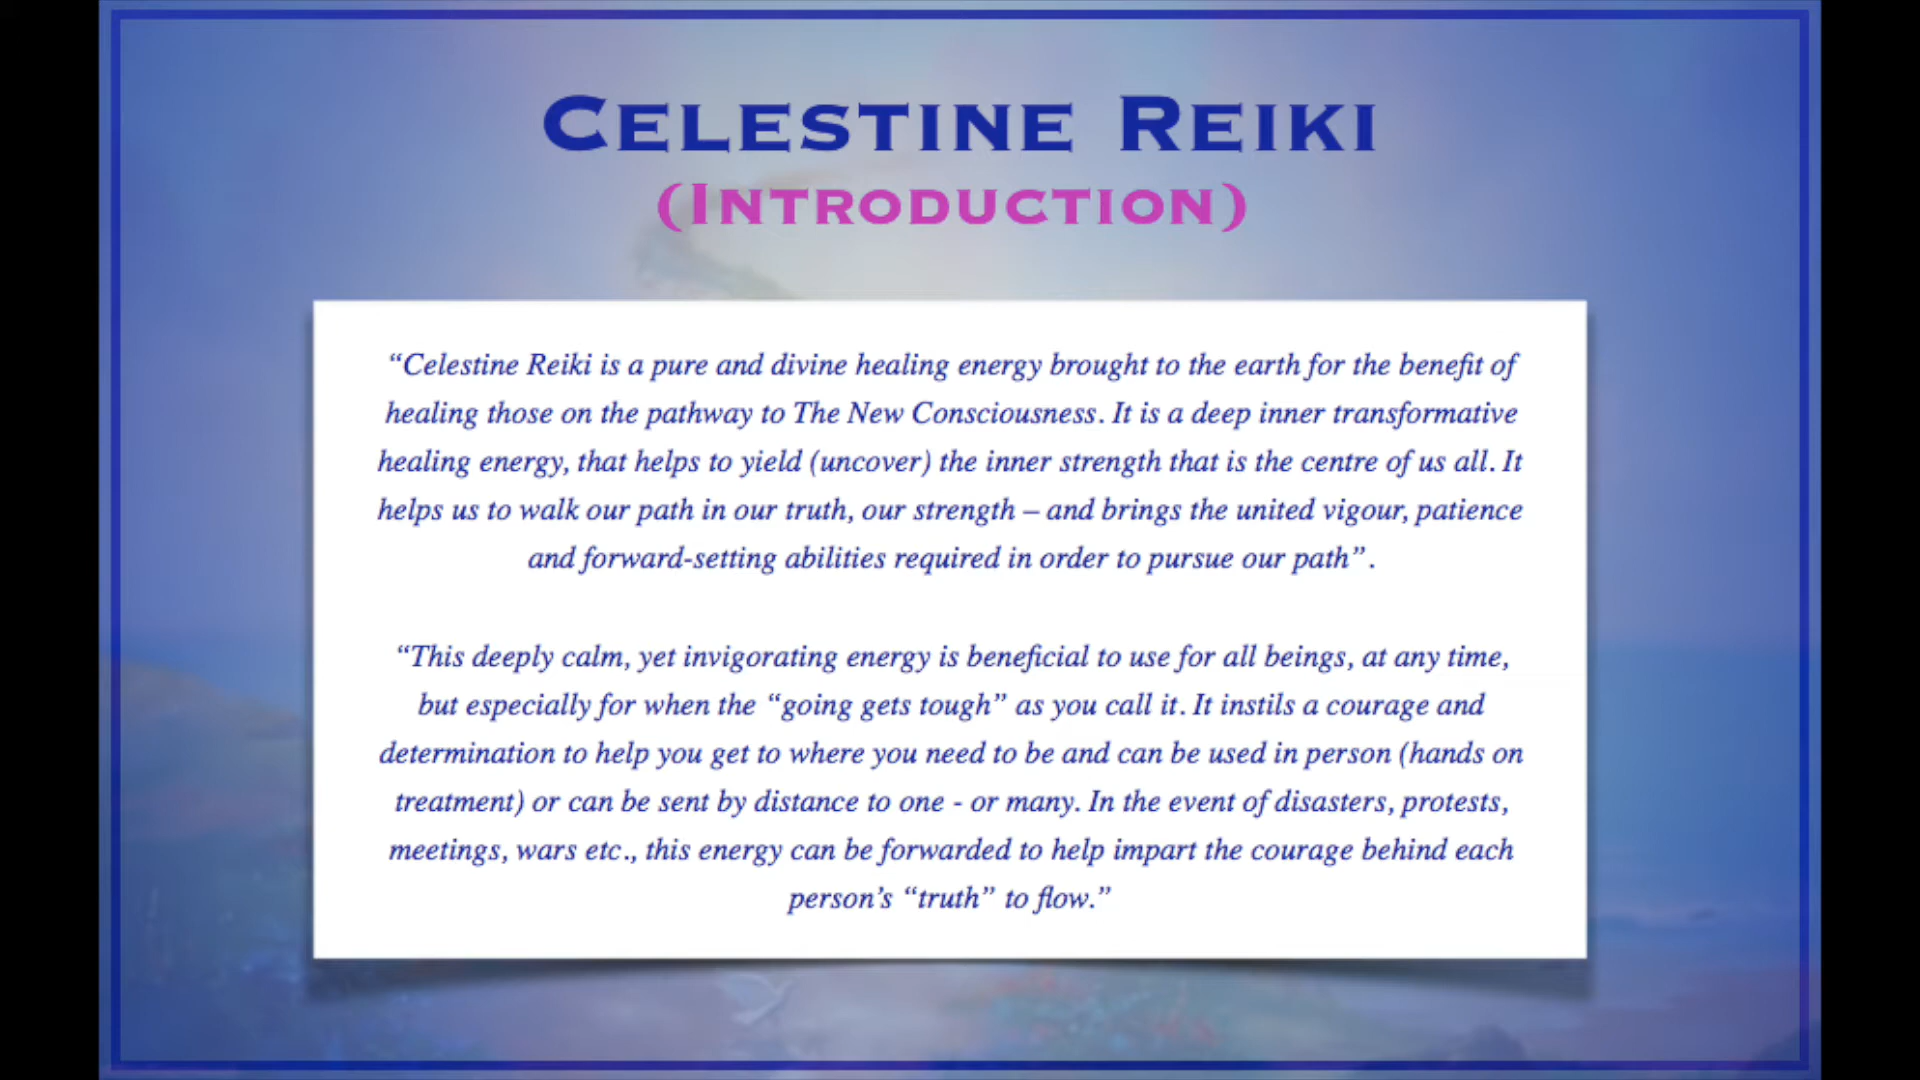 CELESTINE REIKI
(INTRODUCTION)
“Celestine Reiki is a pure and divine healing energy brought to the earth for the benefit of
healing those on the pathway to The New Consciousness. It is a deep inner transformative
healing energy, that helps to yield (uncover) the inner strength that is the centre of us all. It
helps us to walk our path in our truth, our strength – and brings the united vigour, patience
and forward-setting abilities required in order to pursue our path”.
“This deeply calm, yet invigorating energy is beneficial to use for all beings, at any time,
but especially for when the “going gets tough” as you call it. It instils a courage and
determination to help you get to where you need to be and can be used in person (hands on
treatment) or can be sent by distance to one - or many. In the event of disasters, protests,
meetings, wars etc., this energy can be forwarded to help impart the courage behind each
person’s “truth” to flow.”